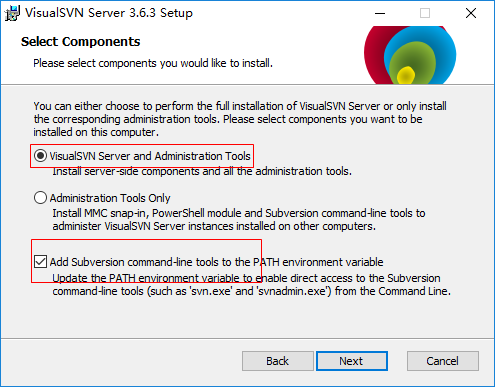 VisualSVN Server 3.6.3 Setup
Select Components
Please select components you would like to install.
You can either choose to perform the full installation of VisualSVN Server or only install
the corresponding administration tools. Please select components you want to be
installed on this computer.
VisualSVN Server and Administration Tools
Install server-side components and all the administration tools.
Administration Tools Only
Install MMC snap-in, PowerShell module and Subversion command-line tools to
administer VisualSVN Server instances installed on other computers.
Add Subversion command-line tools to the PATH environment variable
Update the PATH environment variable to enable direct access to the Subversion
command-line tools (such as 'svn.exe' and 'svnadmin.exe') from the Command Line.
Back
Next
Cancel